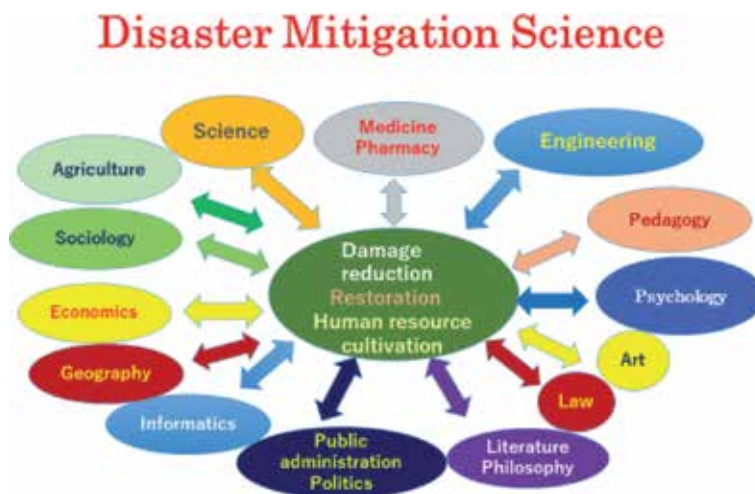 Disaster Mitigation Science
Science
Medicine
Pharmacy
Engineering
Agriculture
Pedagogy
Sociology
Damage
reduction
Restoration
Human resource
cultivation
Psychology
Economics
Art
Geography
Law
Informatics
Public
administration
Politics
Literature
Philosophy